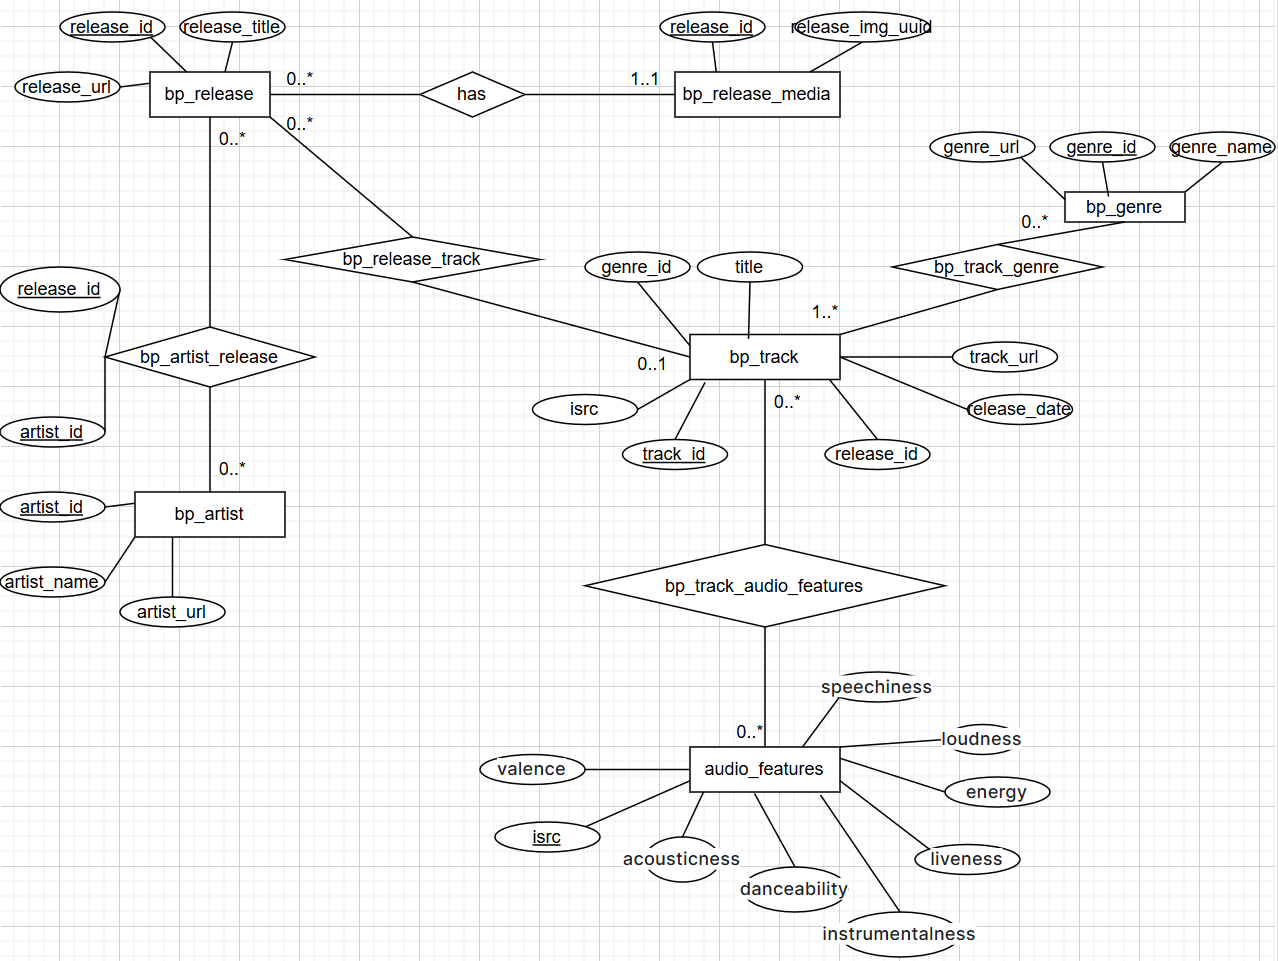 release_id
release_title
release_id
release_img_uuid
release_url
bp_release
0..*
has
1..1
bp_release_media
0..*
0..*
genre_url
genre_id
genre_name
bp_genre
0..*
bp_release_track
genre_id
title
bp_track_genre
release_id
1..*
bp_artist_release
0..1
bp_track
track_url
isrc
0..*
release_date
artist_id
track_id
release_id
0..*
artist_id
bp_artist
artist_name
artist_url
bp_track_audio_features
speechiness
0..*
loudness
valence
audio_features
energy
isrc
acousticness
liveness
danceability
instrumentalness